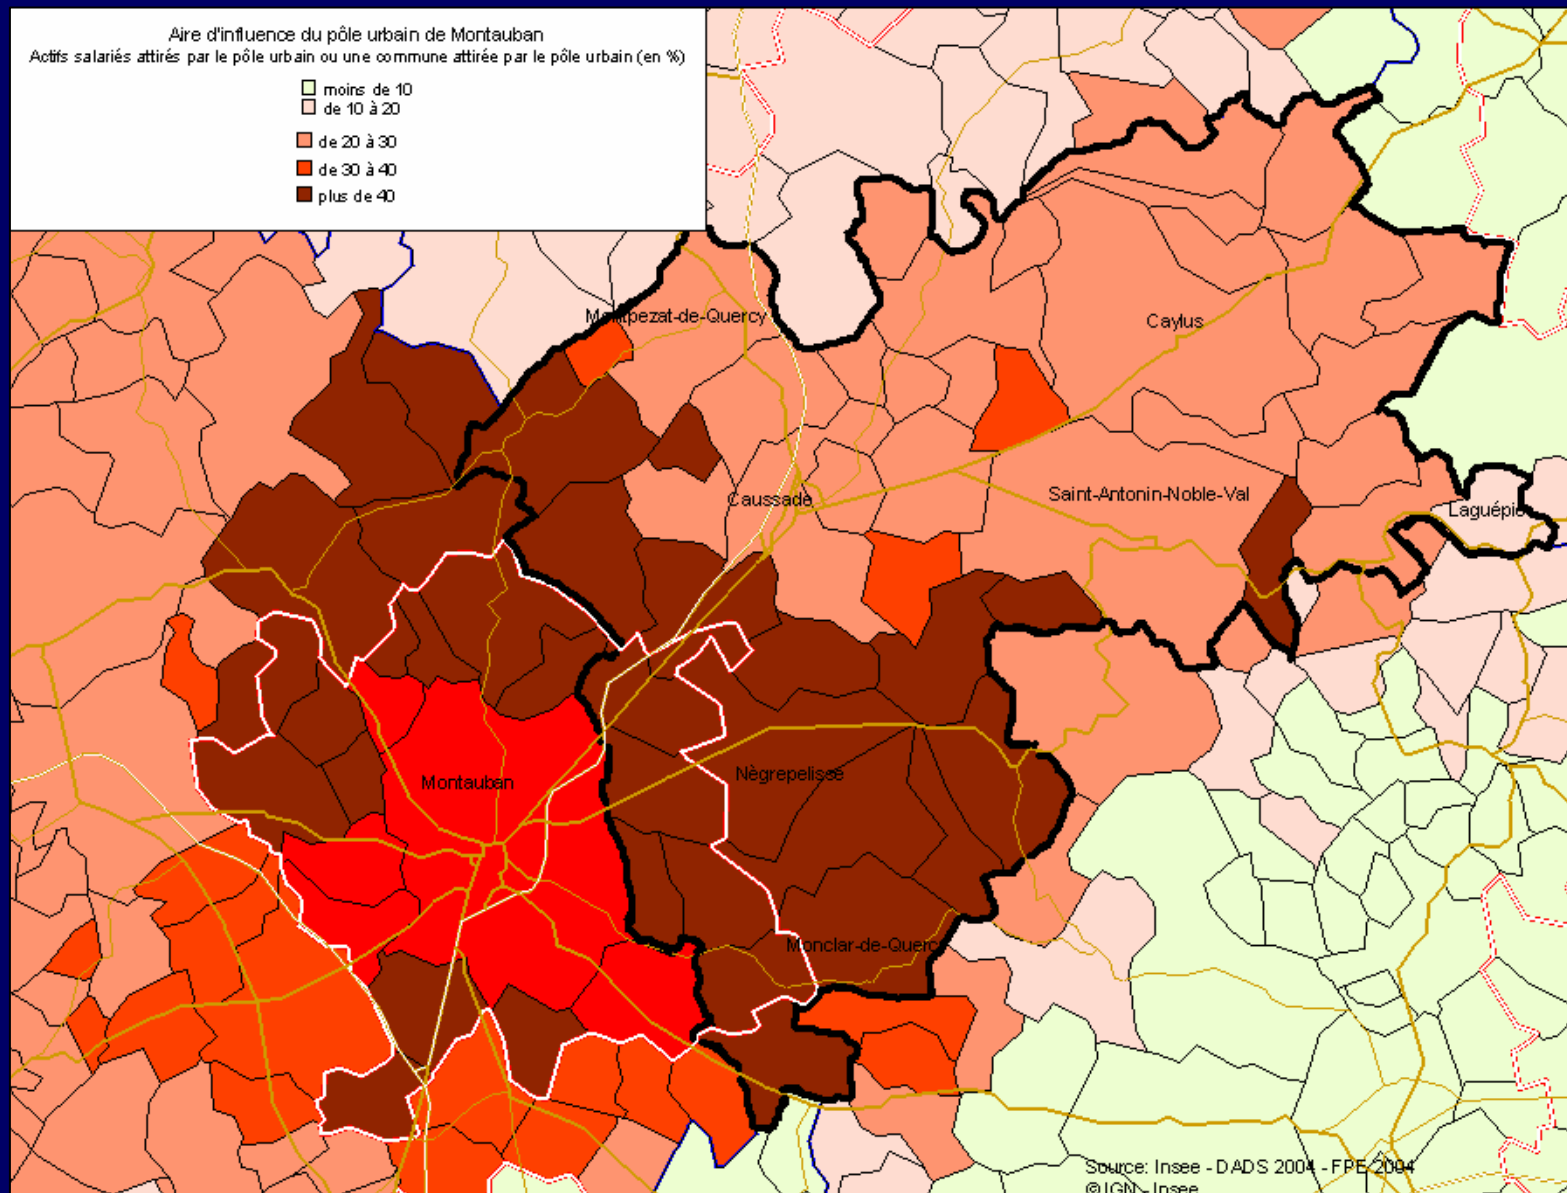 Aire d'influence du pôle urbain de Montauban
Actifs salariés attirés par le pôle urbain ou une commune attirée par le pôle urbain (en %)
moins de 10
de 10 à 20
de 20 à 30
de 30 à 40
plus de 40
Montpezat-de-Quercy
Caylus
Caussade
Saint-Antonin-Noble-Val
Laguépie
Montauban
Nègrepelisse
Monclar-de-Quercy
Source: Insee - DADS 2004 - FPE 2004
©IGN - Insee